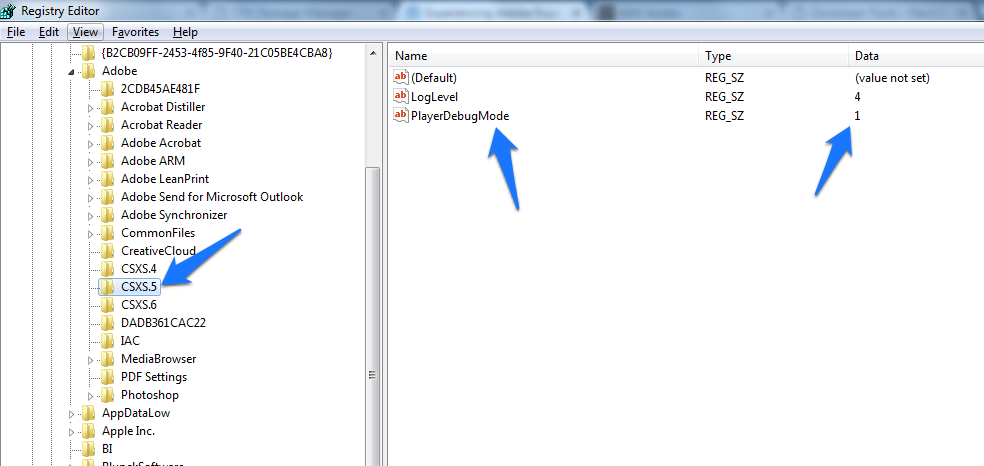 Registry Editor
File Edit View Favorites Help
{B2CB09FF-2453-4f85-9F40-21C05BE4CBA8}
Adobe
2CDB45AE481F
Acrobat Distiller
Acrobat Reader
Adobe Acrobat
Adobe ARM
Adobe LeanPrint
Adobe Send for Microsoft Outlook
Adobe Synchronizer
CommonFiles
CreativeCloud
CSXS.4
CSXS.5
CSXS.6
DADB361CAC22
IAC
MediaBrowser
PDF Settings
Photoshop
AppDataLow
Apple Inc.
BI
Name Type Data
(Default) REG_SZ (value not set)
LogLevel REG_SZ 4
PlayerDebugMode REG_SZ 1